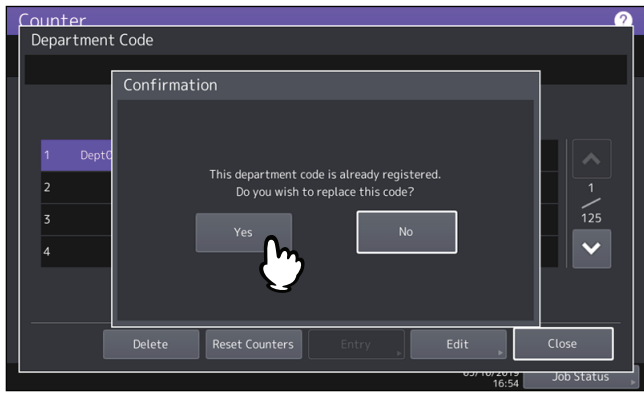 Counter
?
Department Code
Confirmation
1 Dept0
This department code is already registered.
Do you wish to replace this code?
2
3
4
1
125
Yes
No
Delete
Reset Counters
Entry
Edit
Close
16:54
Job Status